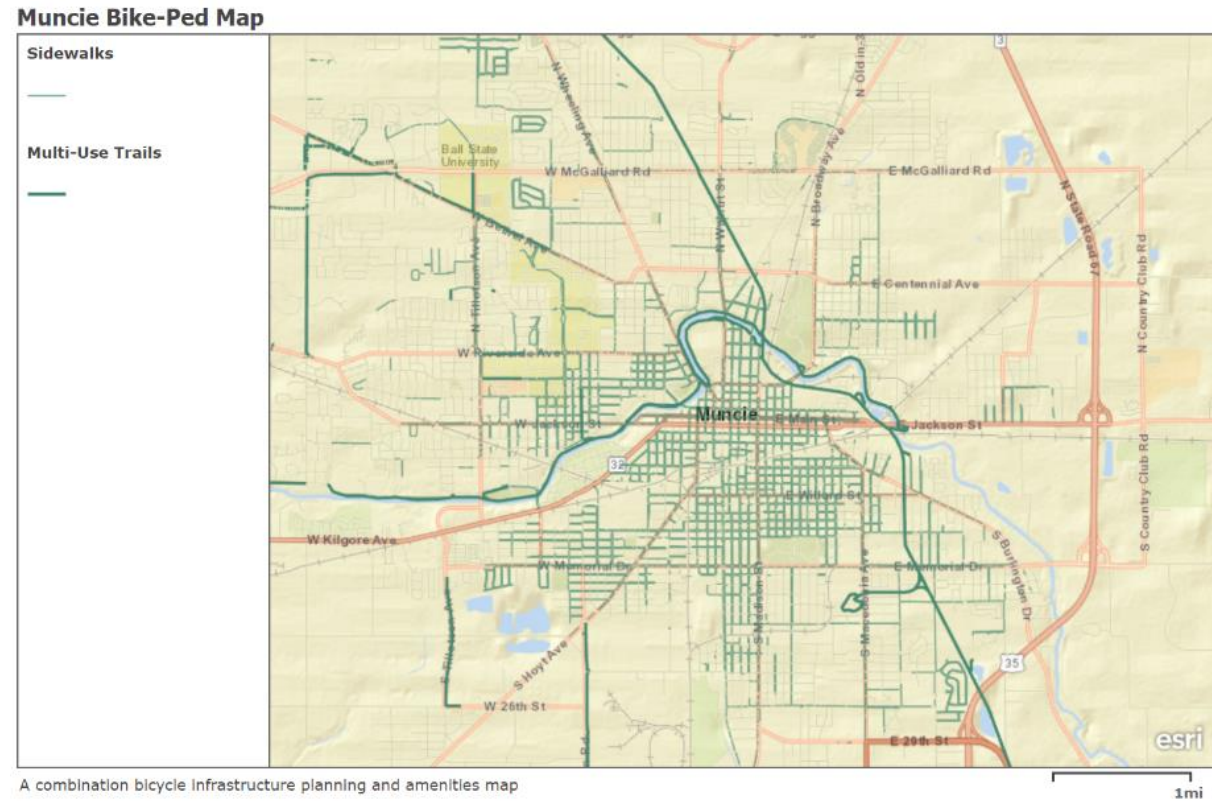 Muncie Bike-Ped Map
Sidewalks
Multi-Use Trails
3
N Wheeling Ave
N Old
Ball State
University
W McGalliard Rd
E McGalliard Rd
N Broadway Ave
N Walnut St
N State Road 67
W Bethel Ave
N Tillotson Ave
N Country Club Rd
E Centennial Ave
W Riverside Ave
Muncie
W Jackson St
E Main St
E Jackson St
32
E Willard St
S Country Club Rd
W Kilgore Ave
S Burlington Dr
W Memorial Dr
E Memorial Dr
S Madison St
S Macedonia Ave
S Tillotson Ave
S Hoyt Ave
35
W 26th St
Rd
E 29th St
esri
A combination bicycle infrastructure planning and amenities map
1mi